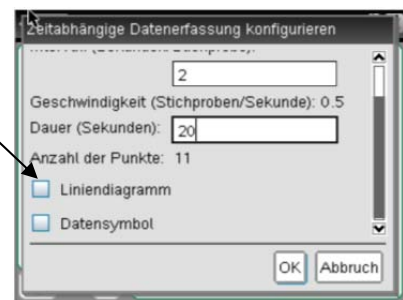 Zeitabhängige Datenerfassung konfigurieren
2
Geschwindigkeit (Stichproben/Sekunde): 0.5
Dauer (Sekunden): 20
Anzahl der Punkte: 11
Liniendiagramm
Datensymbol
OK Abbruch